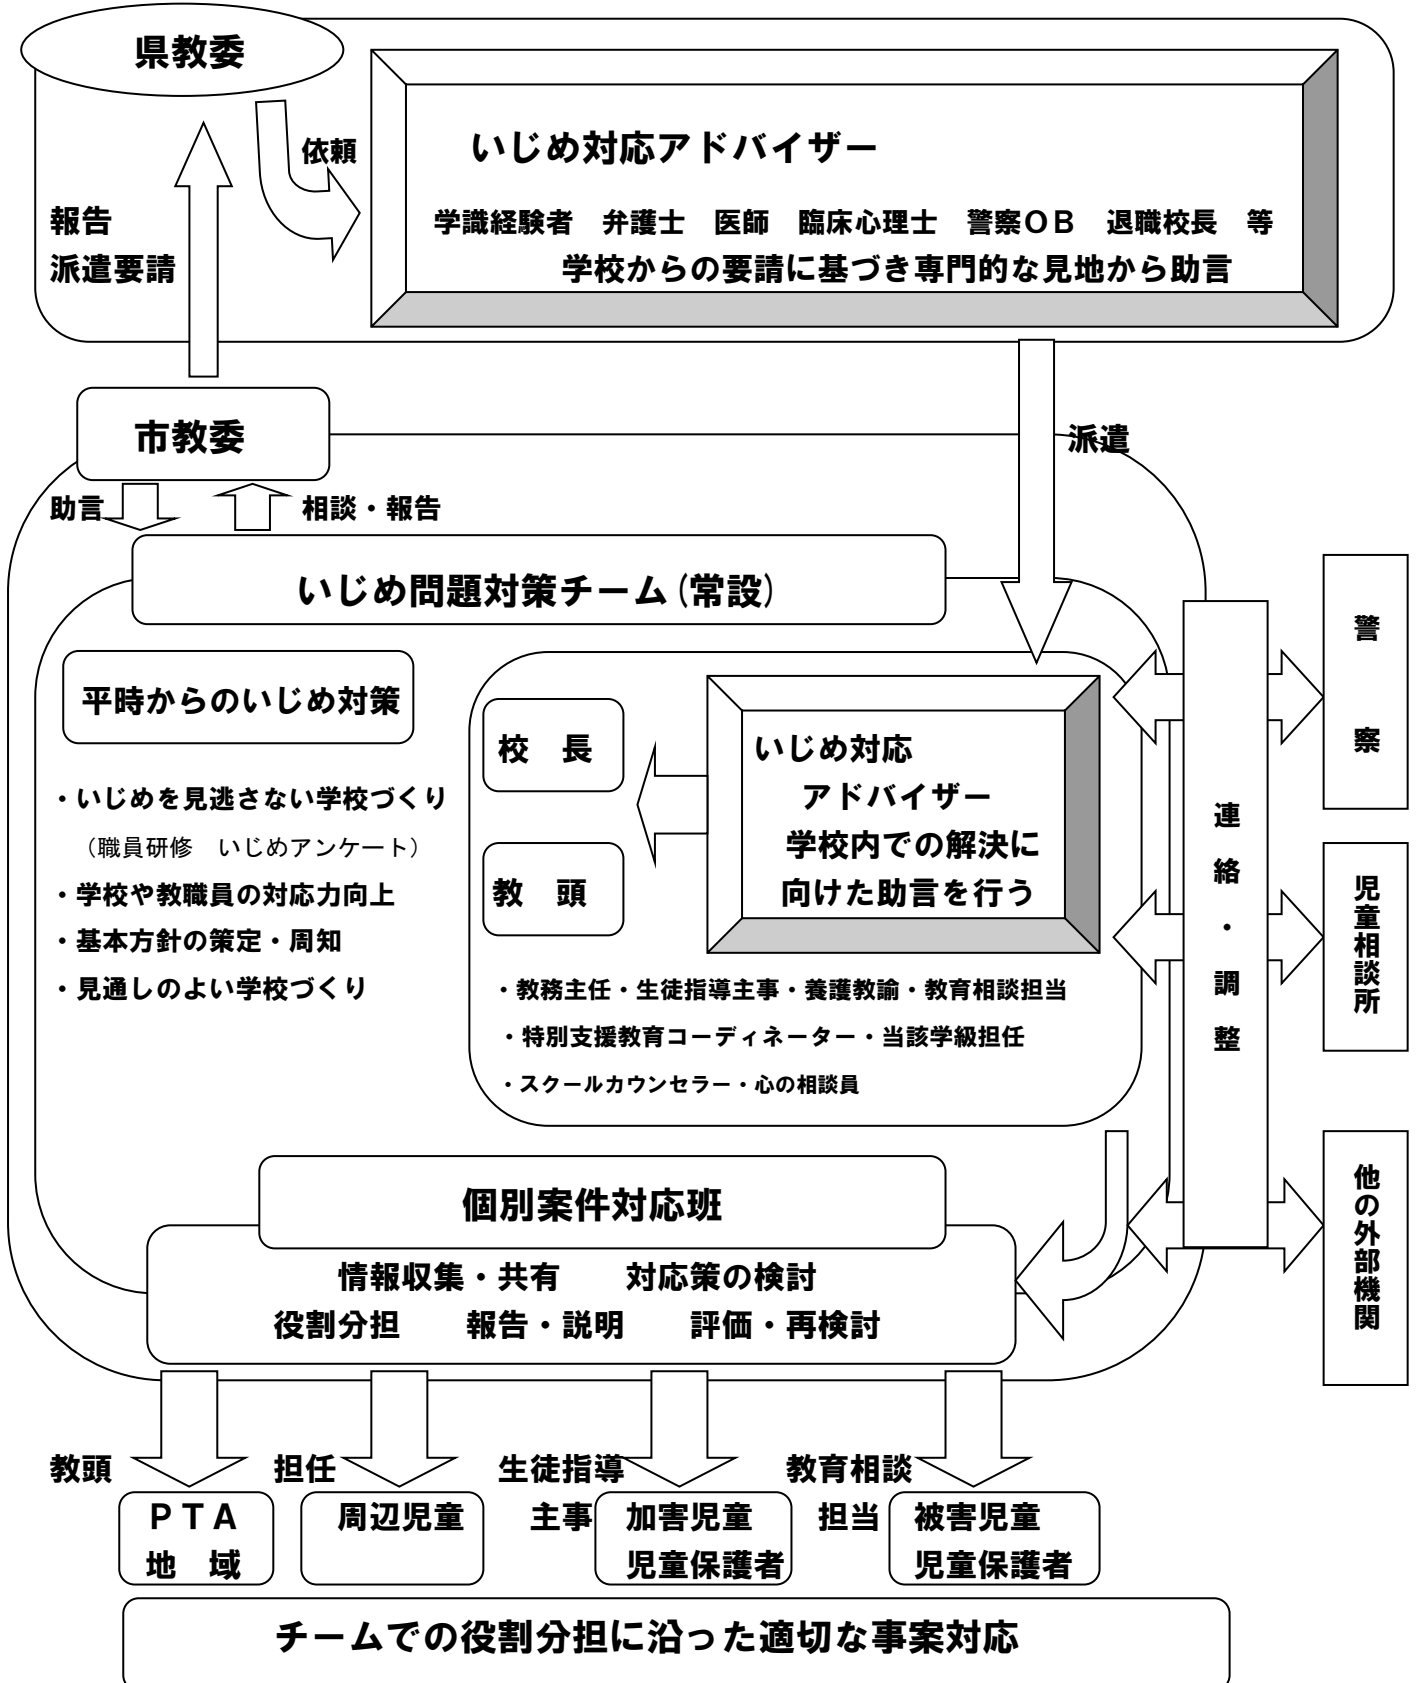 県教委
依頼
いじめ対応アドバイザー
学識経験者　弁護士　医師　臨床心理士　警察ＯＢ　退職校長　等
学校からの要請に基づき専門的な見地から助言
報告
派遣要請
市教委
派遣
助言
相談・報告
いじめ問題対策チーム(常設)
平時からのいじめ対策
・いじめを見逃さない学校づくり
（職員研修　いじめアンケート）
・学校や教職員の対応力向上
・基本方針の策定・周知
・見通しのよい学校づくり
校　長
教　頭
いじめ対応
アドバイザー
学校内での解決に
向けた助言を行う
・教務主任・生徒指導主事・養護教諭・教育相談担当
・特別支援教育コーディネーター・当該学級担任
・スクールカウンセラー・心の相談員
連絡・調整
警察
児童相談所
他の外部機関
個別案件対応班
情報収集・共有　　対応策の検討
役割分担　　報告・説明　　評価・再検討
教頭
ＰＴＡ
地　域
担任
周辺児童
生徒指導
主事
加害児童
児童保護者
教育相談
担当
被害児童
児童保護者
チームでの役割分担に沿った適切な事案対応